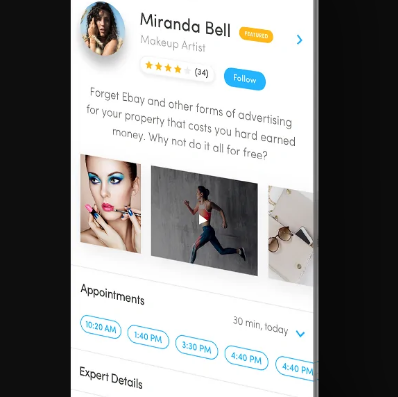 Miranda Bell FEATURED
Makeup Artist
(34) Follow
Forget Ebay and other forms of advertising
for your property that costs you hard earned
money. Why not do it all for free?
Appointments
30 min, today
10:20 AM 1:40 PM 3:30 PM 4:40 PM 4:40 PM
Expert Details